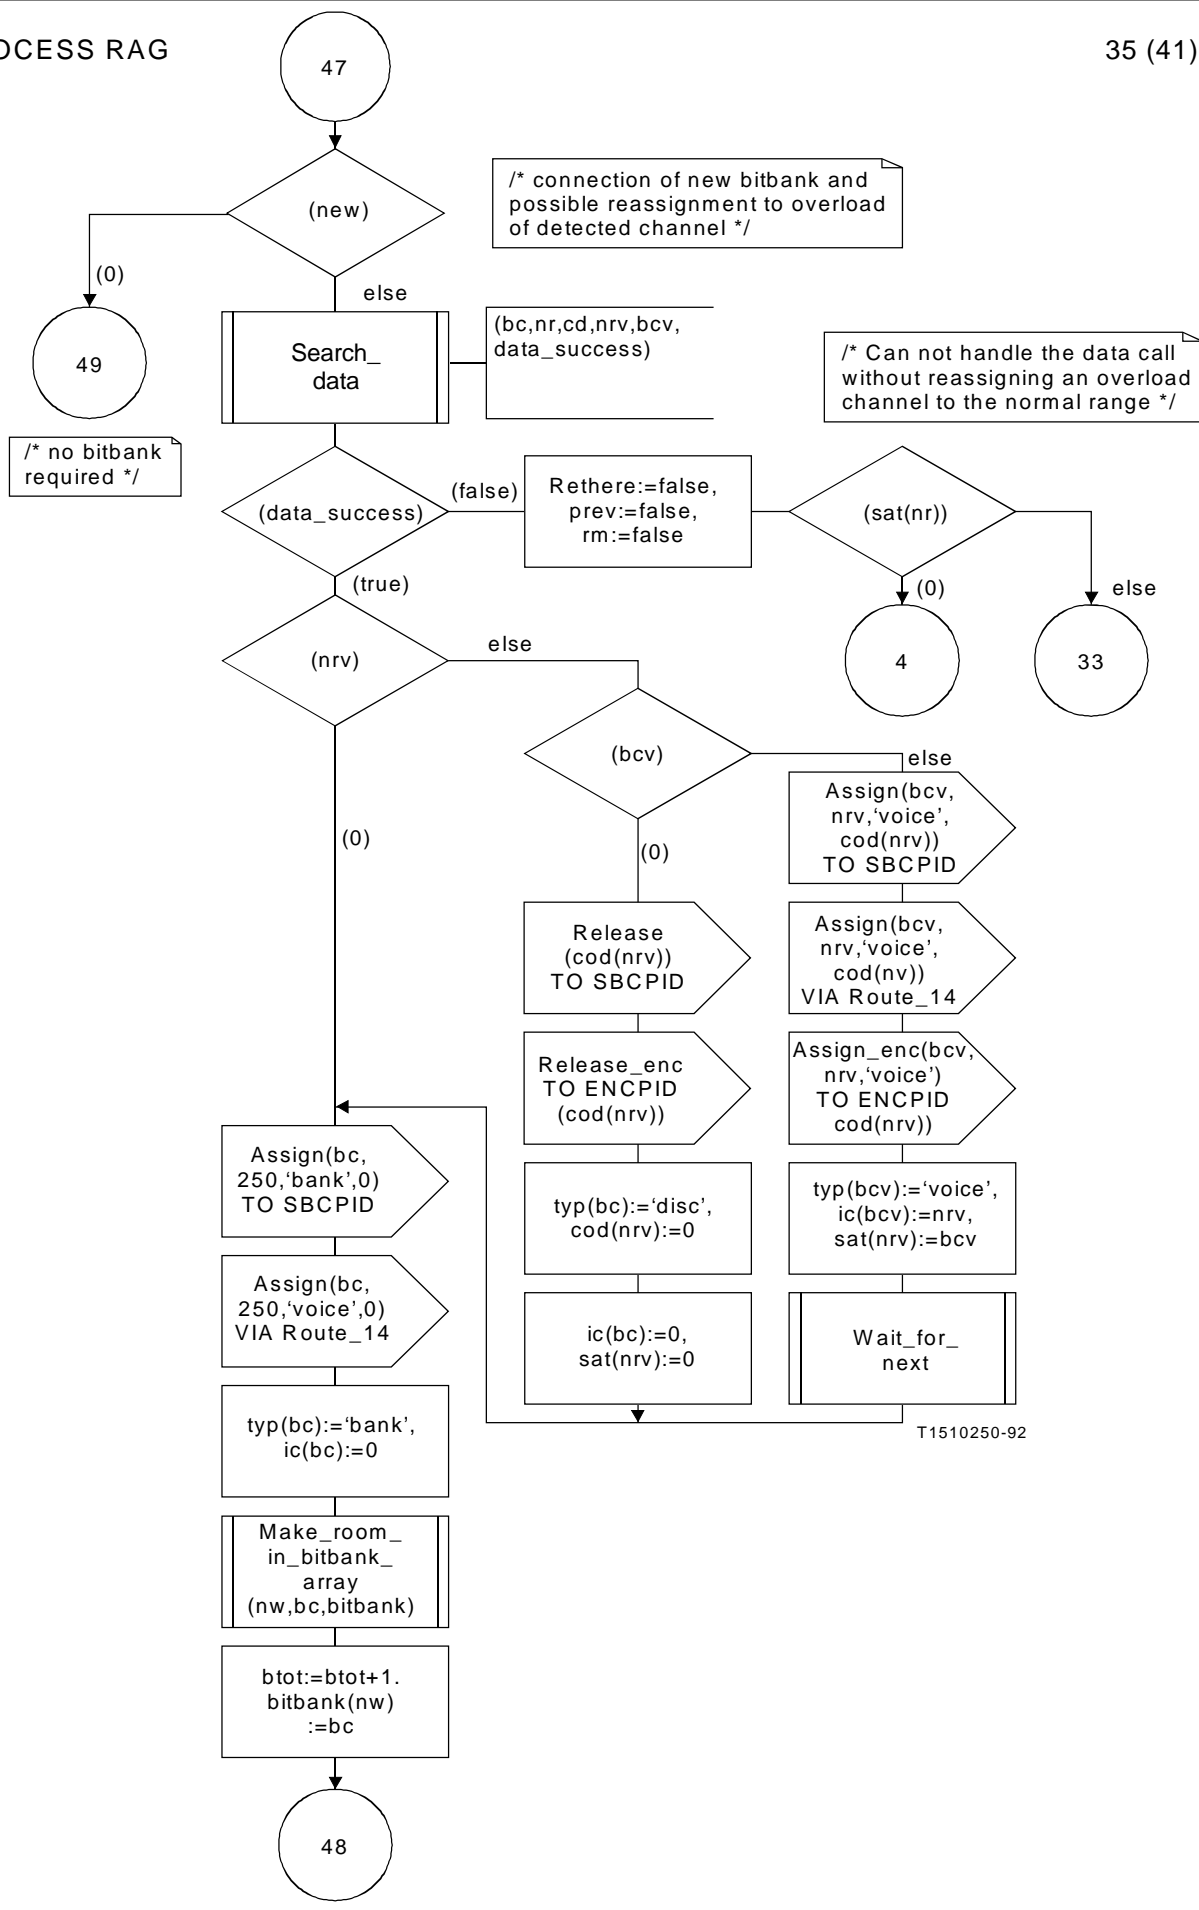 OCESS RAG
35 (41)
47
(new)
/* connection of new bitbank and
possible reassignment to overload
of detected channel */
(0)
else
49
/* no bitbank
required */
Search_
data
(bc,nr,cd,nrv,bcv,
data_success)
/* Can not handle the data call
without reassigning an overload
channel to the normal range */
(data_success)
(false)
Rethere:=false,
prev:=false,
rm:=false
(sat(nr))
(0)
4
else
33
(true)
(nrv)
else
(0)
(bcv)
(0)
else
Assign(bcv,
nrv,‘voice’,
cod(nrv))
TO SBCPID
Assign(bcv,
nrv,‘voice’,
cod(nv))
VIA Route_14
Assign_enc(bcv,
nrv,‘voice’)
TO ENCPID
cod(nrv))
typ(bcv):=‘voice’,
ic(bcv):=nrv,
sat(nrv):=bcv
Wait_for_
next
Release
(cod(nrv))
TO SBCPID
Release_enc
TO ENCPID
(cod(nrv))
typ(bc):=‘disc’,
cod(nrv):=0
ic(bc):=0,
sat(nrv):=0
T1510250-92
Assign(bc,
250,‘bank’,0)
TO SBCPID
Assign(bc,
250,‘voice’,0)
VIA Route_14
typ(bc):=‘bank’,
ic(bc):=0
Make_room_
in_bitbank_
array
(nw,bc,bitbank)
btot:=btot+1.
bitbank(nw)
:=bc
48